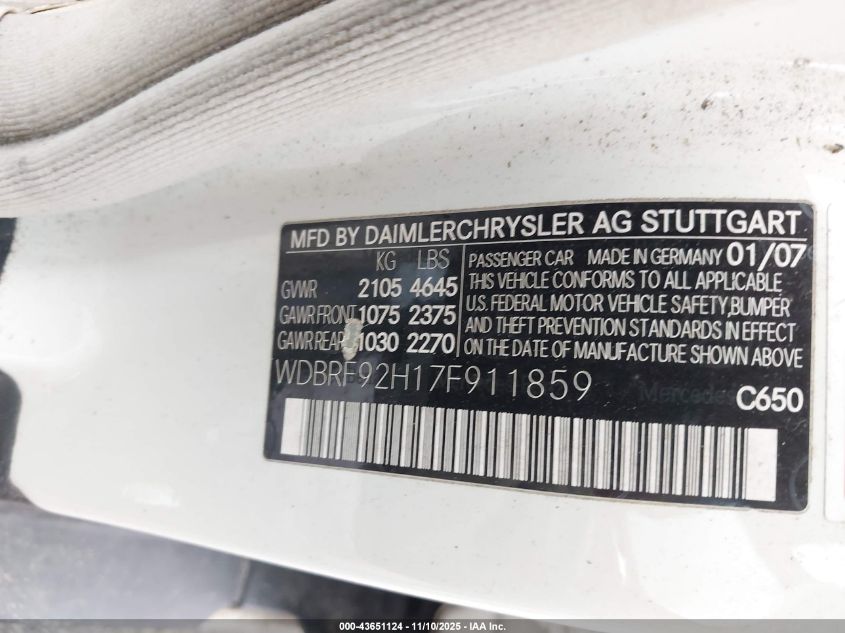 MFD BY DAIMLERCHRYSLER AG STUTTGART
KG LBS
GVWR 2105 4645
GAWR FRONT 1075 2375
GAWR REAR 1030 2270
PASSENGER CAR MADE IN GERMANY 01/07
THIS VEHICLE CONFORMS TO ALL APPLICABLE
U.S. FEDERAL MOTOR VEHICLE SAFETY,BUMPER
AND THEFT PREVENTION STANDARDS IN EFFECT
ON THE DATE OF MANUFACTURE SHOWN ABOVE
WDBRF92H17F911859 Mercedes C650
000-43651124 - 11/10/2025 - IAA Inc.